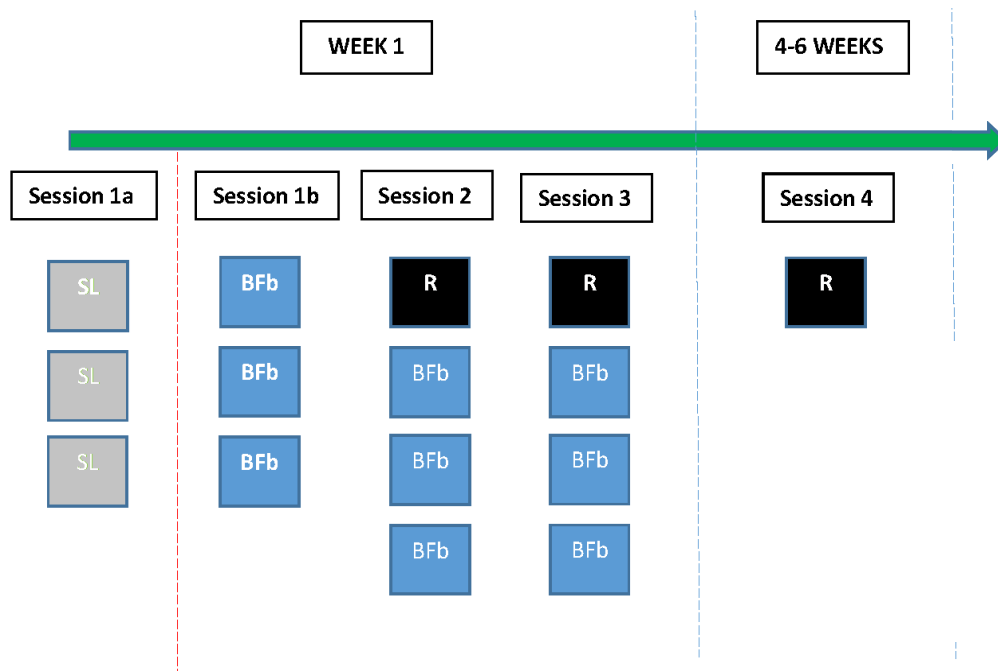 WEEK 1
4-6 WEEKS
Session 1a
Session 1b
Session 2
Session 3
Session 4
SL
BFb
R
R
R
SL
BFb
BFb
BFb
SL
BFb
BFb
BFb
BFb
BFb